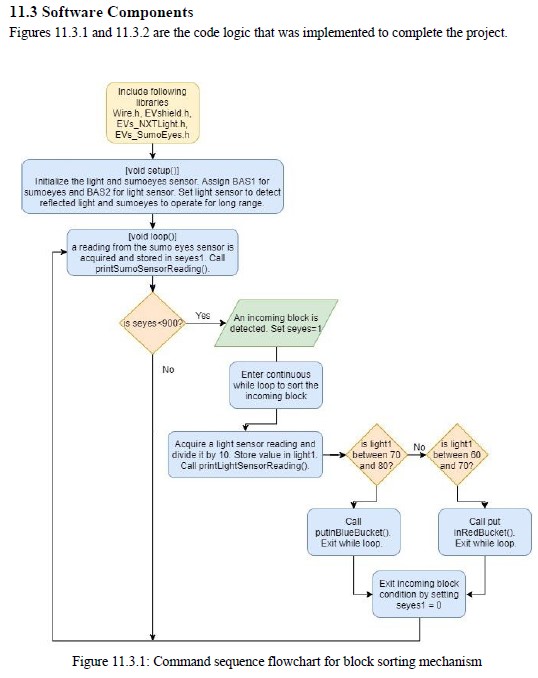 11.3 Software Components
Figures 11.3.1 and 11.3.2 are the code logic that was implemented to complete the project.
Include following
libraries
Wire.h, EVshield.h,
EVs_NXTLight.h,
EVs_SumoEyes.h
[void setup()]
Initialize the light and sumoeyes sensor. Assign BAS1 for
sumoeyes and BAS2 for light sensor. Set light sensor to detect
reflected light and sumoeyes to operate for long range.
[void loop()]
a reading from the sumo eyes sensor is
acquired and stored in seyes1. Call
printSumoSensorReading().
is seyes<900?
Yes
An incoming block is
detected. Set seyes=1
No
Enter continuous
while loop to sort the
incoming block
Acquire a light sensor reading and
divide it by 10. Store value in light1.
Call printLightSensorReading().
is light1
between 70
and 80?
No
is light1
between 60
and 70?
Call
putinBlueBucket().
Exit while loop.
Call put
inRedBucket().
Exit while loop.
Exit incoming block
condition by setting
seyes1 = 0
Figure 11.3.1: Command sequence flowchart for block sorting mechanism